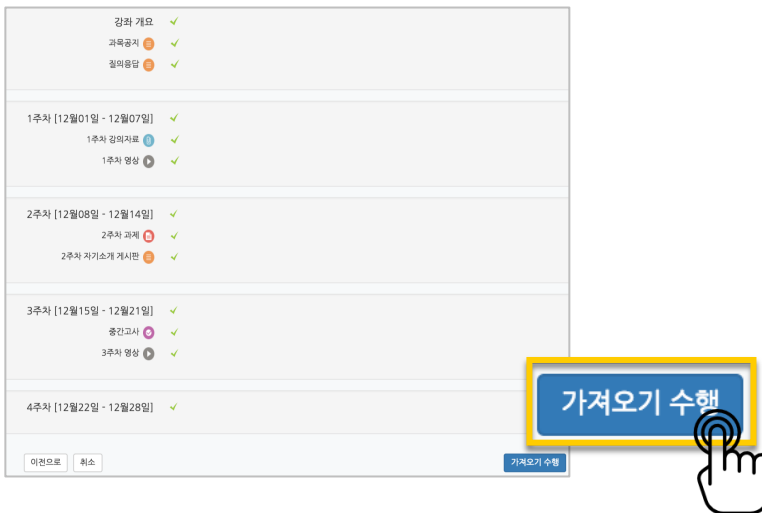 강좌 개요
과목공지
질의응답
1주차 [12월01일 - 12월07일]
1주차 강의자료
1주차 영상
2주차 [12월08일 - 12월14일]
2주차 과제
2주차 자기소개 게시판
3주차 [12월15일 - 12월21일]
중간고사
3주차 영상
4주차 [12월22일 - 12월28일]
가져오기 수행
이전으로 취소 가져오기 수행